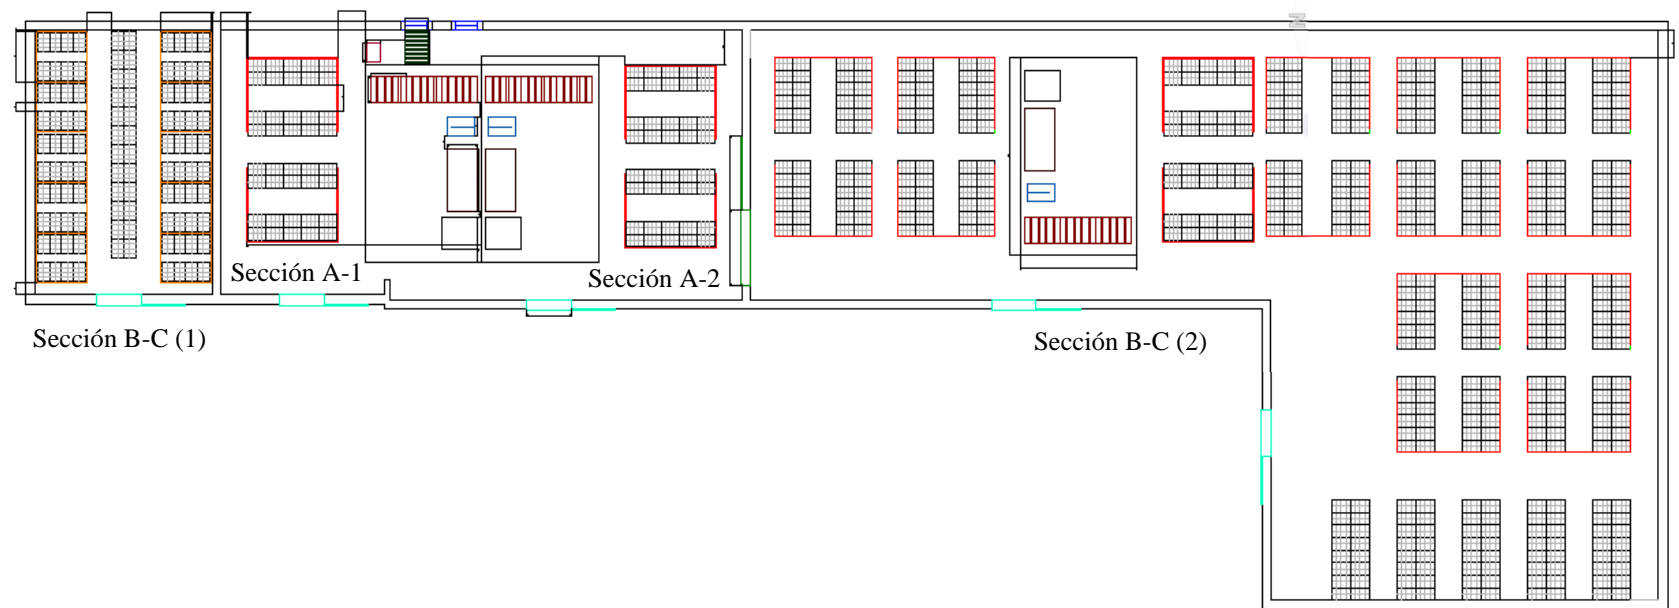 Sección A-1
Sección A-2
Sección B-C (1)
Sección B-C (2)